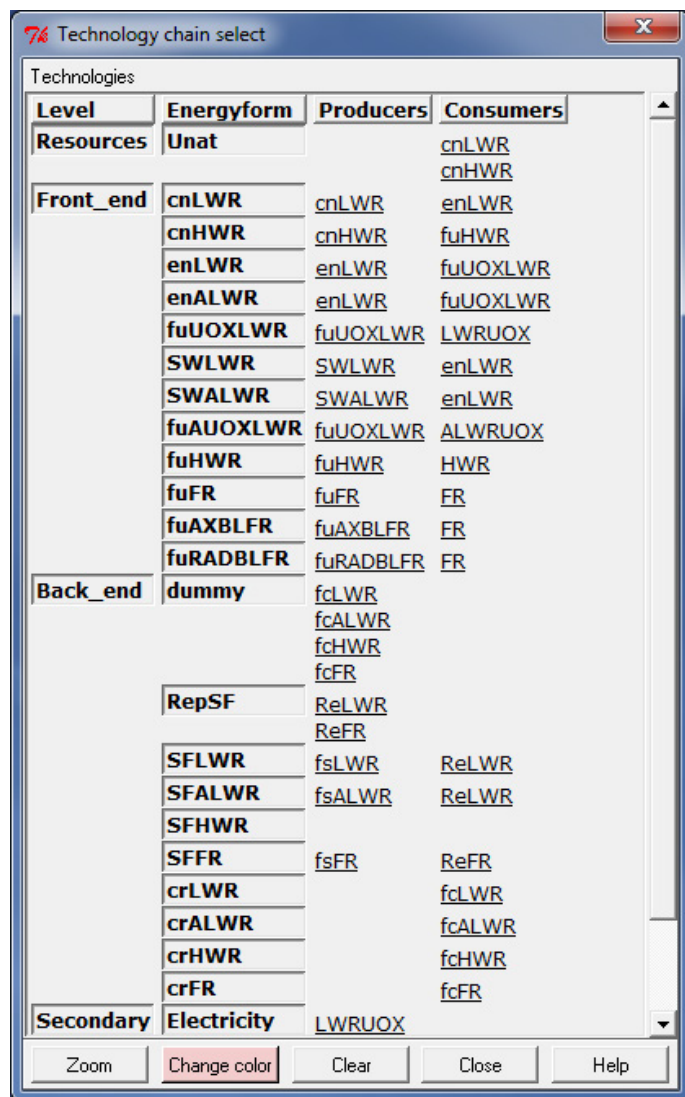 Technology chain select
Technologies
Level Energyform Producers Consumers
Resources Unat cnLWR
cnHWR
Front_end cnLWR cnLWR enLWR
cnHWR cnHWR fuHWR
enLWR enLWR fuUOXLWR
enALWR enLWR fuUOXLWR
fuUOXLWR fuUOXLWR LWRUOX
SWLWR SWLWR enLWR
SWALWR SWALWR enLWR
fuAUOXLWR fuUOXLWR ALWRUOX
fuHWR fuHWR HWR
fuFR fuFR FR
fuAXBLFR fuAXBLFR FR
fuRADBLFR fuRADBLFR FR
Back_end dummy fcLWR
fcALWR
fcHWR
fcFR
RepSF ReLWR
ReFR
SFLWR fsLWR ReLWR
SFALWR fsALWR ReLWR
SFHWR
SFFR fsFR ReFR
crLWR fcLWR
crALWR fcALWR
crHWR fcHWR
crFR fcFR
Secondary Electricity LWRUOX
Zoom Change color Clear Close Help